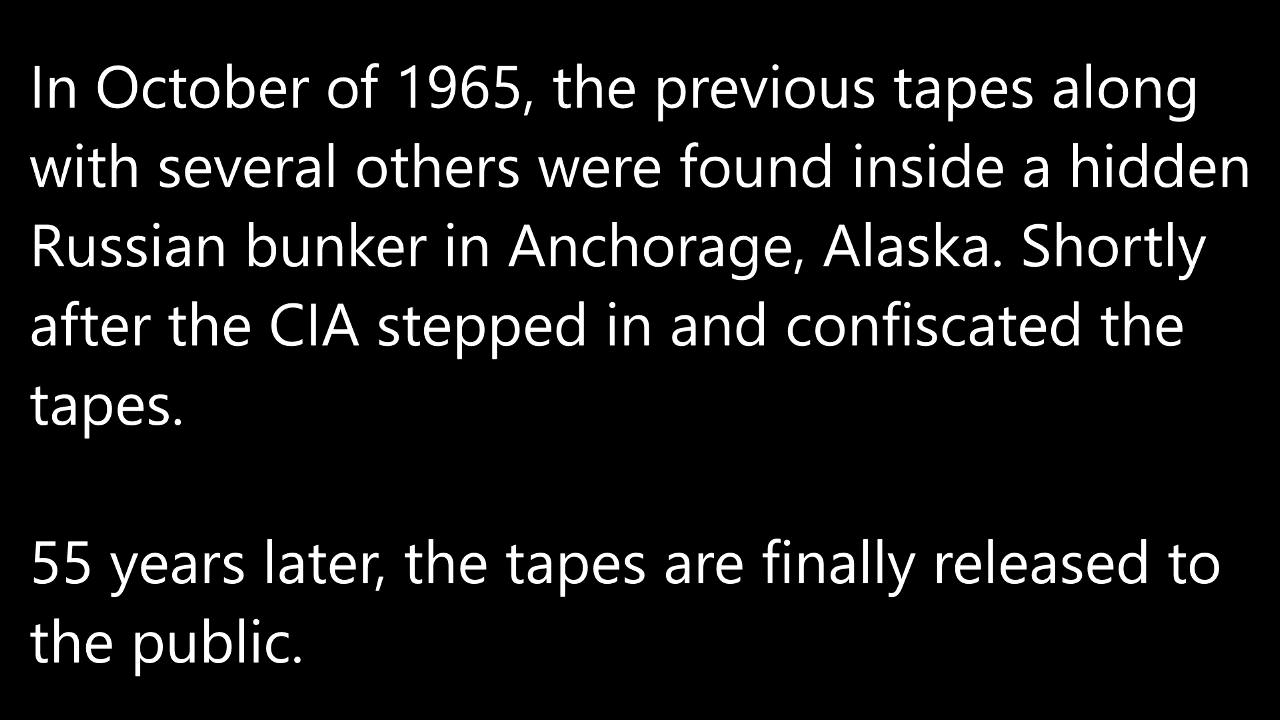 In October of 1965, the previous tapes along
with several others were found inside a hidden
Russian bunker in Anchorage, Alaska. Shortly
after the CIA stepped in and confiscated the
tapes.
55 years later, the tapes are finally released to
the public.